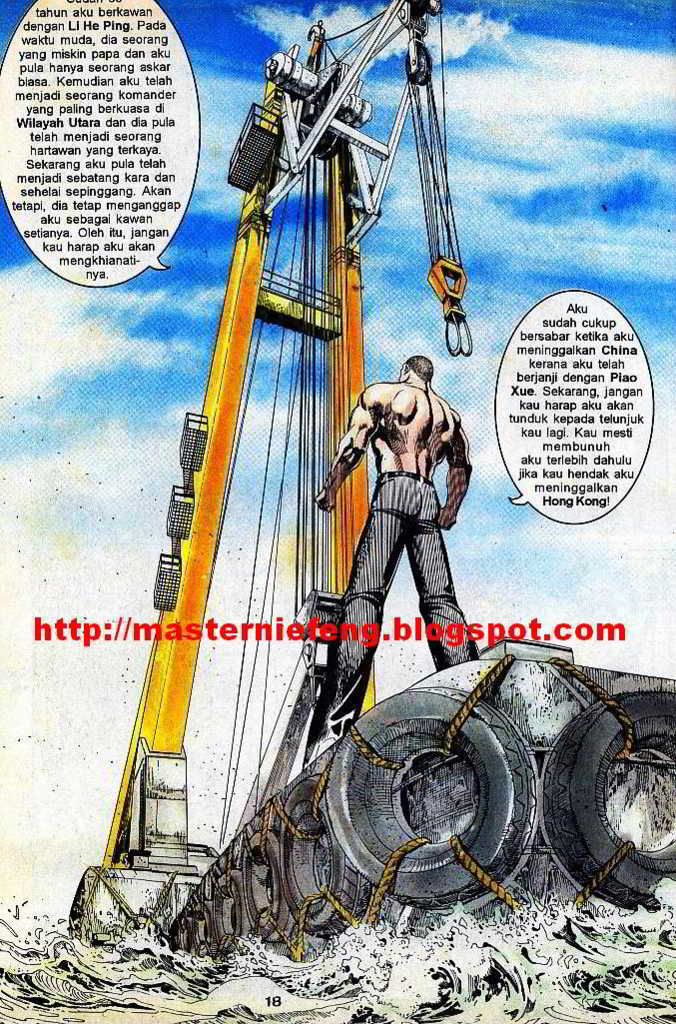 tahun aku berkawan
dengan Li He Ping. Pada
waktu muda, dia seorang
yang miskin papa dan aku
pula hanya seorang askar
biasa. Kemudian aku telah
menjadi seorang komander
yang paling berkuasa di
Wilayah Utara dan dia pula
telah menjadi seorang
hartawan yang terkaya.
Sekarang aku pula telah
menjadi sebatang kara dan
sehelai sepinggang. Akan
tetapi, dia tetap menganggap
aku sebagai kawan
setianya. Oleh itu, jangan
kau harap aku akan
mengkhianati-
nya.
Aku
sudah cukup
bersabar ketika aku
meninggalkan China
kerana aku telah
berjanji dengan Piao
Xue. Sekarang, jangan
kau harap aku akan
tunduk kepada telunjuk
kau lagi. Kau mesti
membunuh
aku terlebih dahulu
jika kau hendak aku
meninggalkan
Hong Kong!
http://masterniefeng.blogspot.com
18